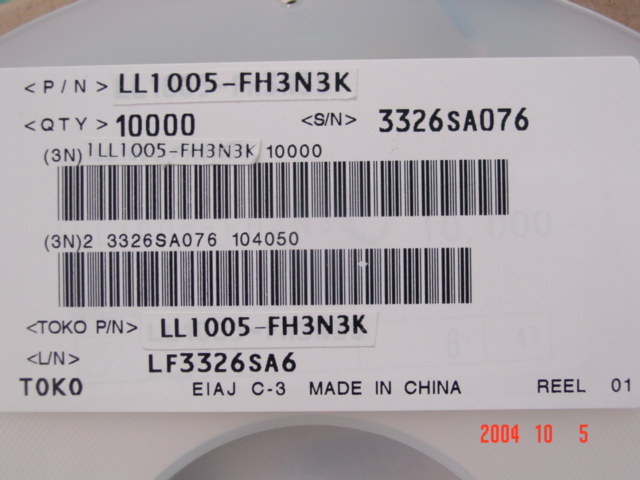 <P/N> LL1005-FH3N3K
<QTY> 10000 <S/N> 3326SA076
(3N)1LL1005-FH3N3K 10000
(3N)2 3326SA076 104050
<TOKO P/N> LL1005-FH3N3K
<L/N> LF3326SA6
TOKO EIAJ C-3 MADE IN CHINA REEL 01
2004 10 5